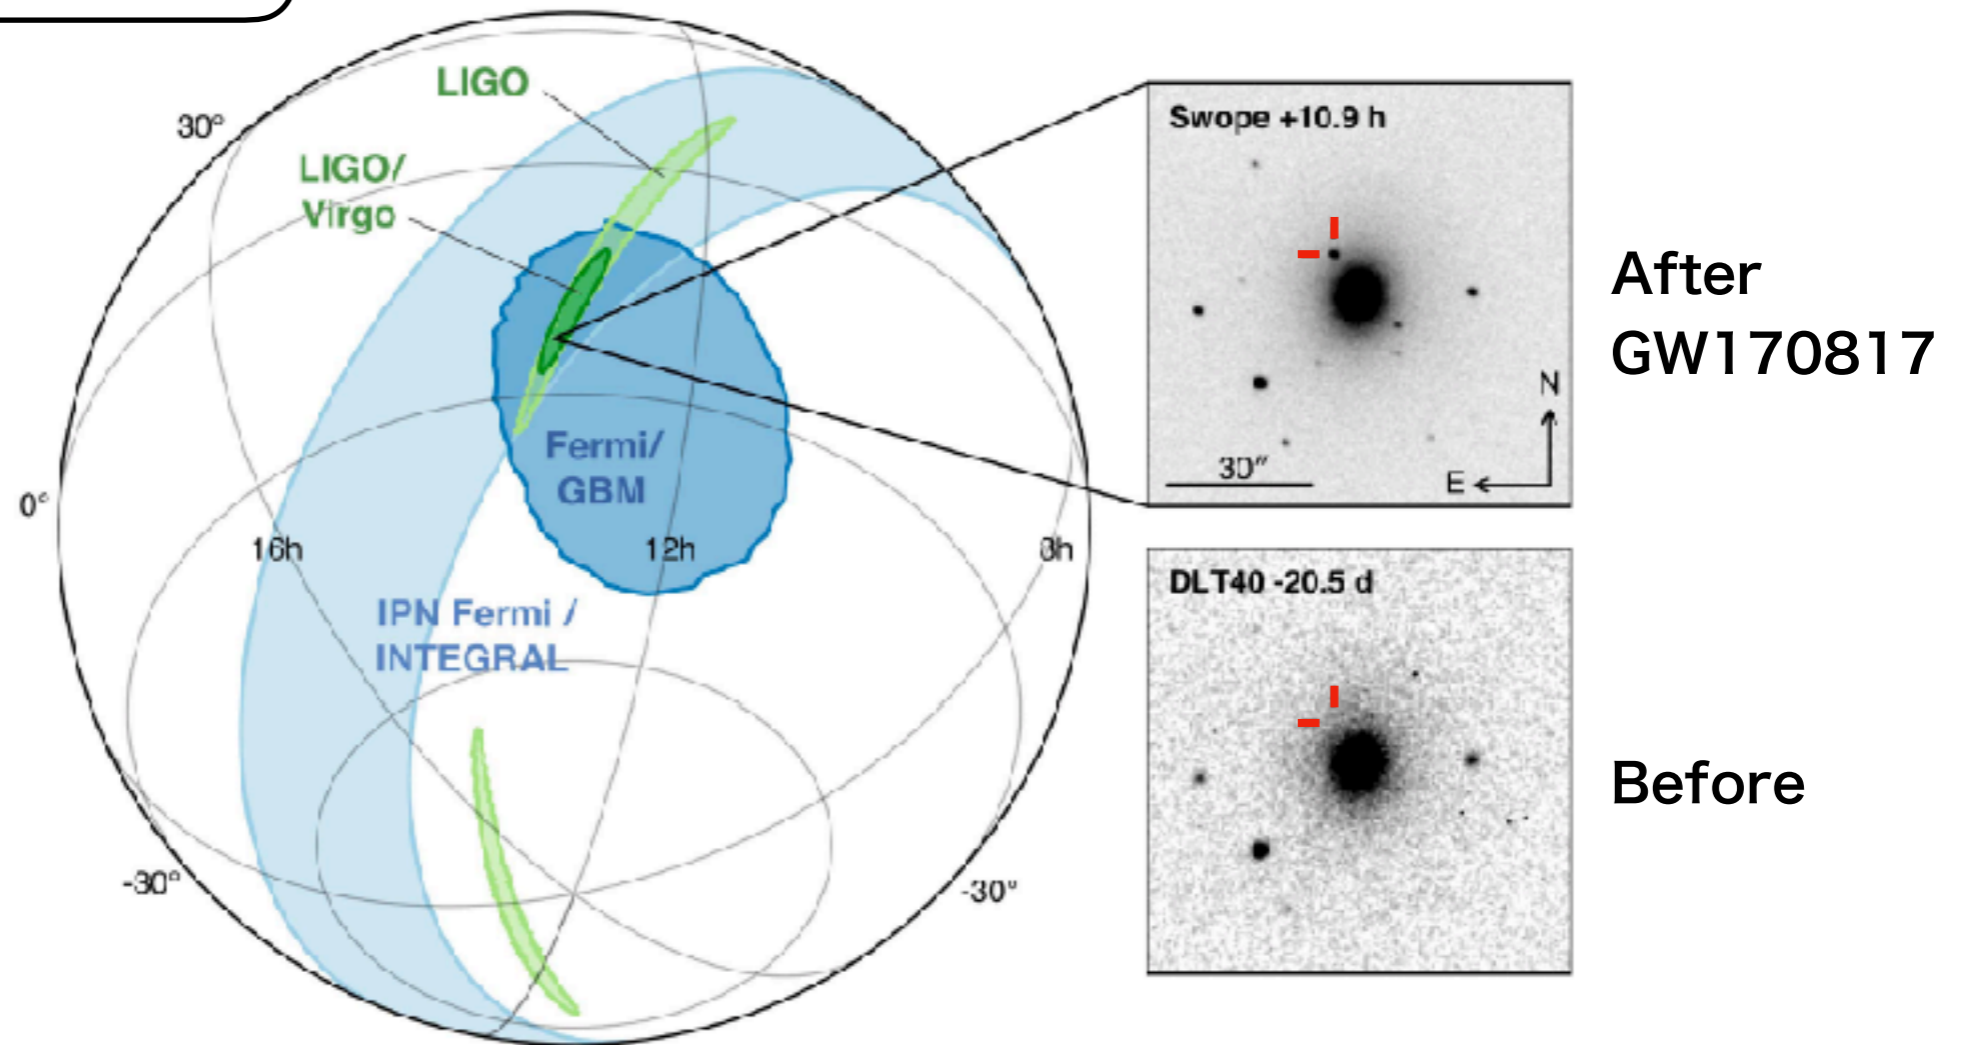 LIGO
30°
LIGO/
Virgo
Fermi/
GBM
0°
16h
12h
8h
IPN Fermi /
INTEGRAL
-30°
-30°
Swope +10.9 h
30"
N
E
After
GW170817
DLT40 -20.5 d
Before